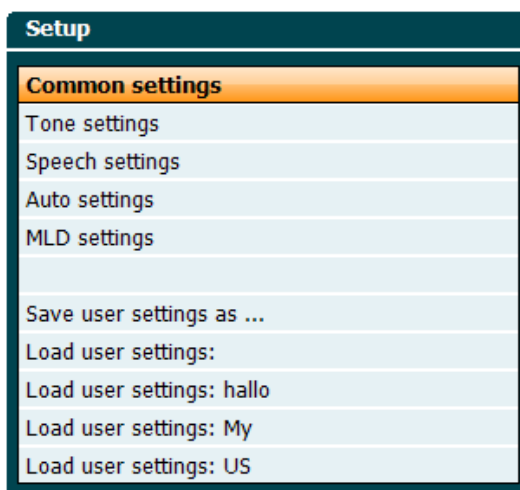 Setup
Common settings
Tone settings
Speech settings
Auto settings
MLD settings
Save user settings as ...
Load user settings:
Load user settings: hallo
Load user settings: My
Load user settings: US